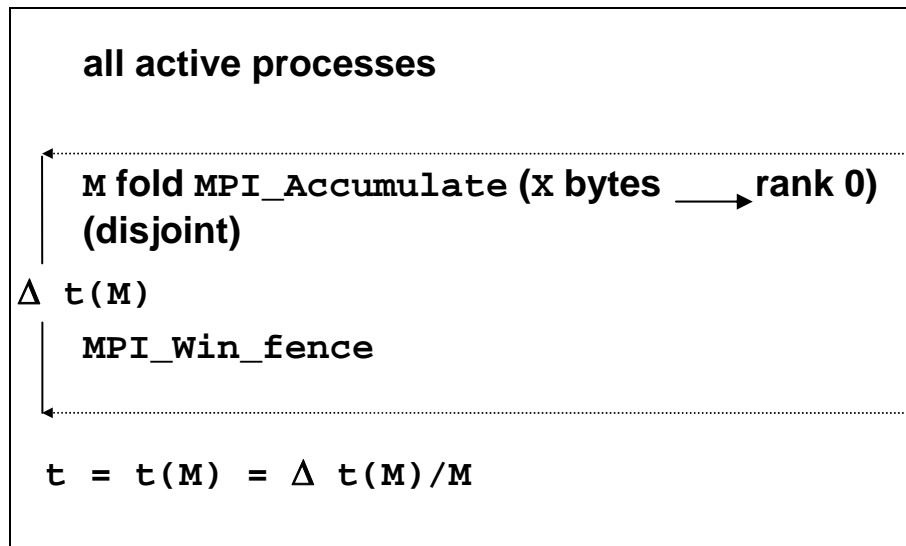 all active processes
M fold MPI_Accumulate (X bytes ⟶ rank 0)
(disjoint)
Δ t(M)
MPI_Win_fence
t = t(M) = Δ t(M)/M